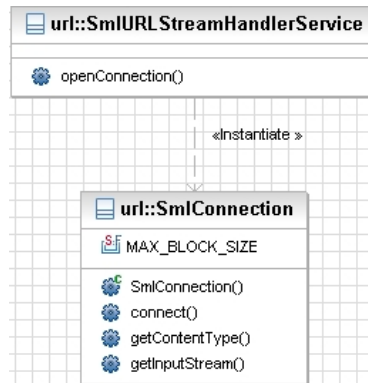 url::SmlURLStreamHandlerService
openConnection()
«Instantiate »
url::SmlConnection
MAX_BLOCK_SIZE
SmlConnection()
connect()
getContentType()
getInputStream()